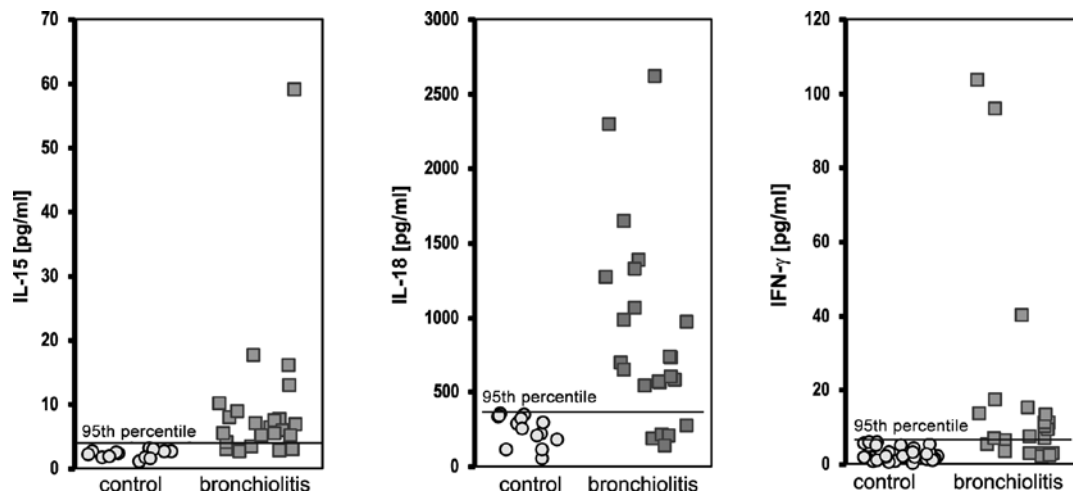 IL-15 [pg/ml]
70
60
50
40
30
20
10
0
95th percentile
control
bronchiolitis
IL-18 [pg/ml]
3000
2500
2000
1500
1000
500
0
95th percentile
control
bronchiolitis
IFN-γ [pg/ml]
120
100
80
60
40
20
0
95th percentile
control
bronchiolitis